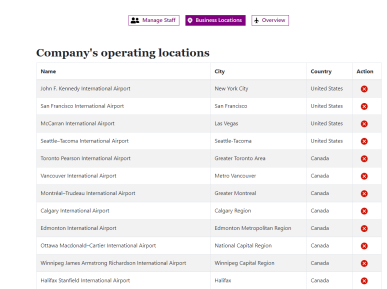 Manage Staff Business Locations Overview
Company's operating locations
Name City Country Action
John F. Kennedy International Airport New York City United States
San Francisco International Airport San Francisco United States
McCarran International Airport Las Vegas United States
Seattle-Tacoma International Airport Seattle-Tacoma United States
Toronto Pearson International Airport Greater Toronto Area Canada
Vancouver International Airport Metro Vancouver Canada
Montréal-Trudeau International Airport Greater Montreal Canada
Calgary International Airport Calgary Region Canada
Edmonton International Airport Edmonton Metropolitan Region Canada
Ottawa Macdonald-Cartier International Airport National Capital Region Canada
Winnipeg James Armstrong Richardson International Airport Winnipeg Capital Region Canada
Halifax Stanfield International Airport Halifax Canada